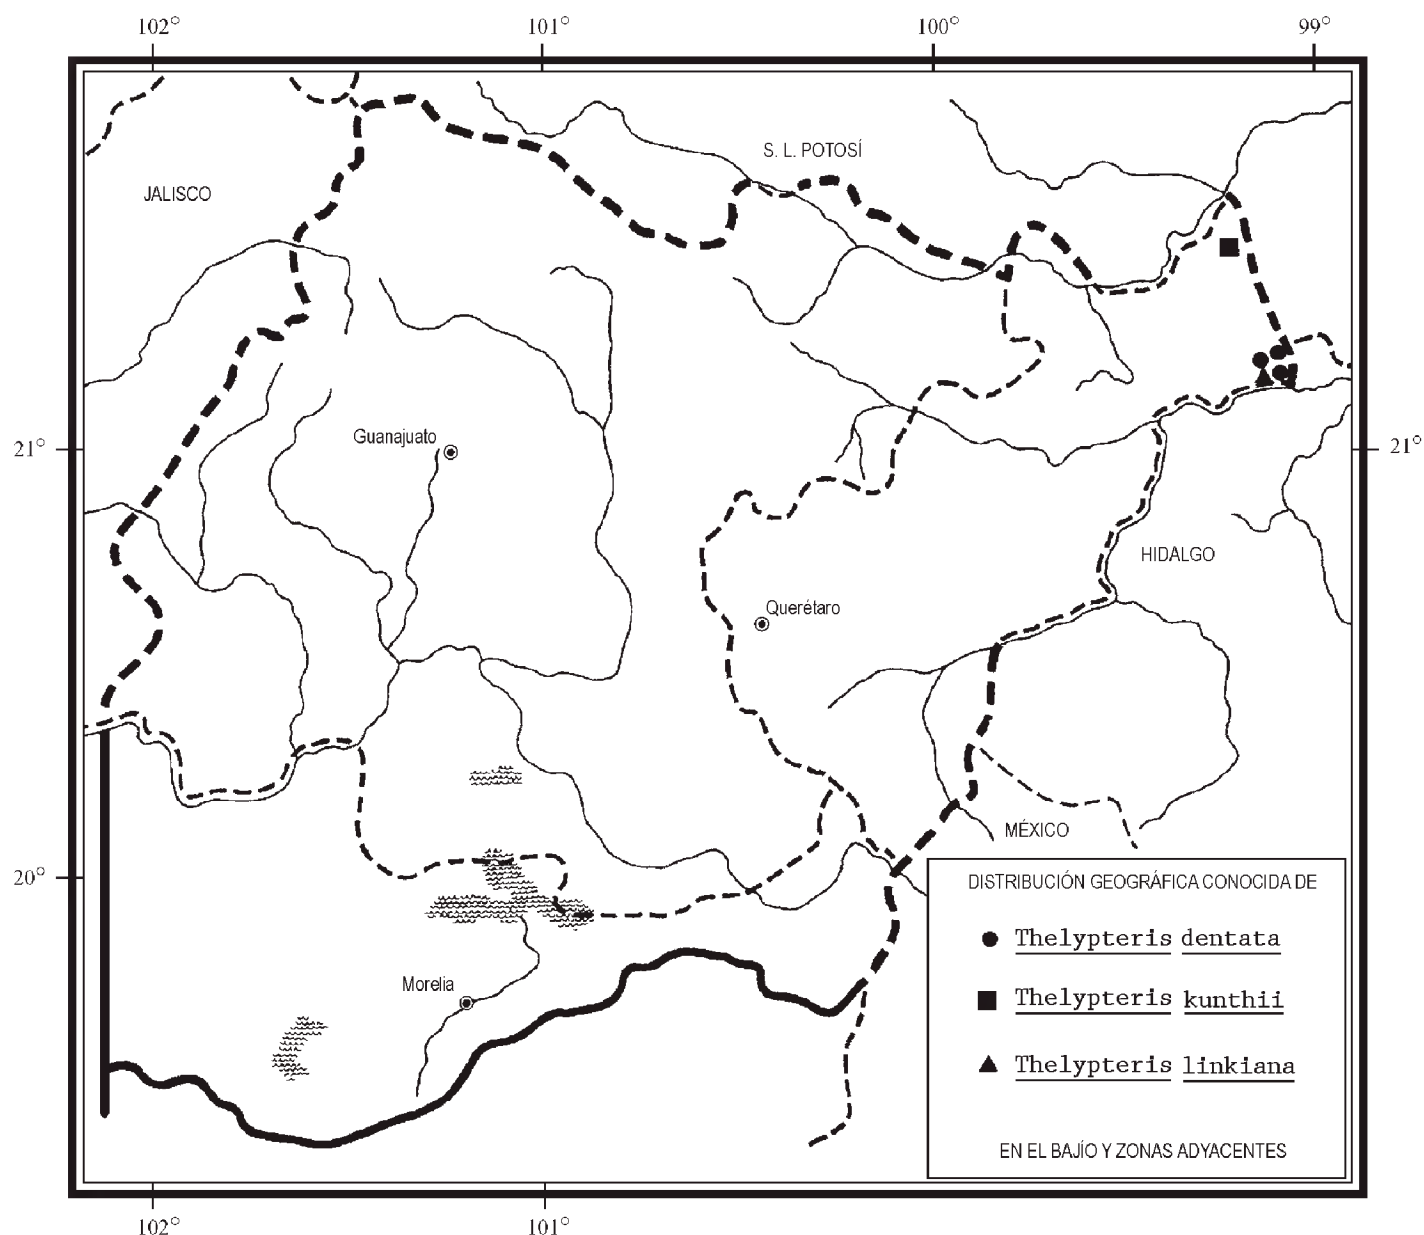 102°
101°
100°
99°
S. L. POTOSÍ
JALISCO
Guanajuato
21°
21°
HIDALGO
Querétaro
MÉXICO
20°
DISTRIBUCIÓN GEOGRÁFICA CONOCIDA DE
Thelypteris dentata
Morelia
Thelypteris kunthii
Thelypteris linkiana
EN EL BAJÍO Y ZONAS ADYACENTES
102°
101°